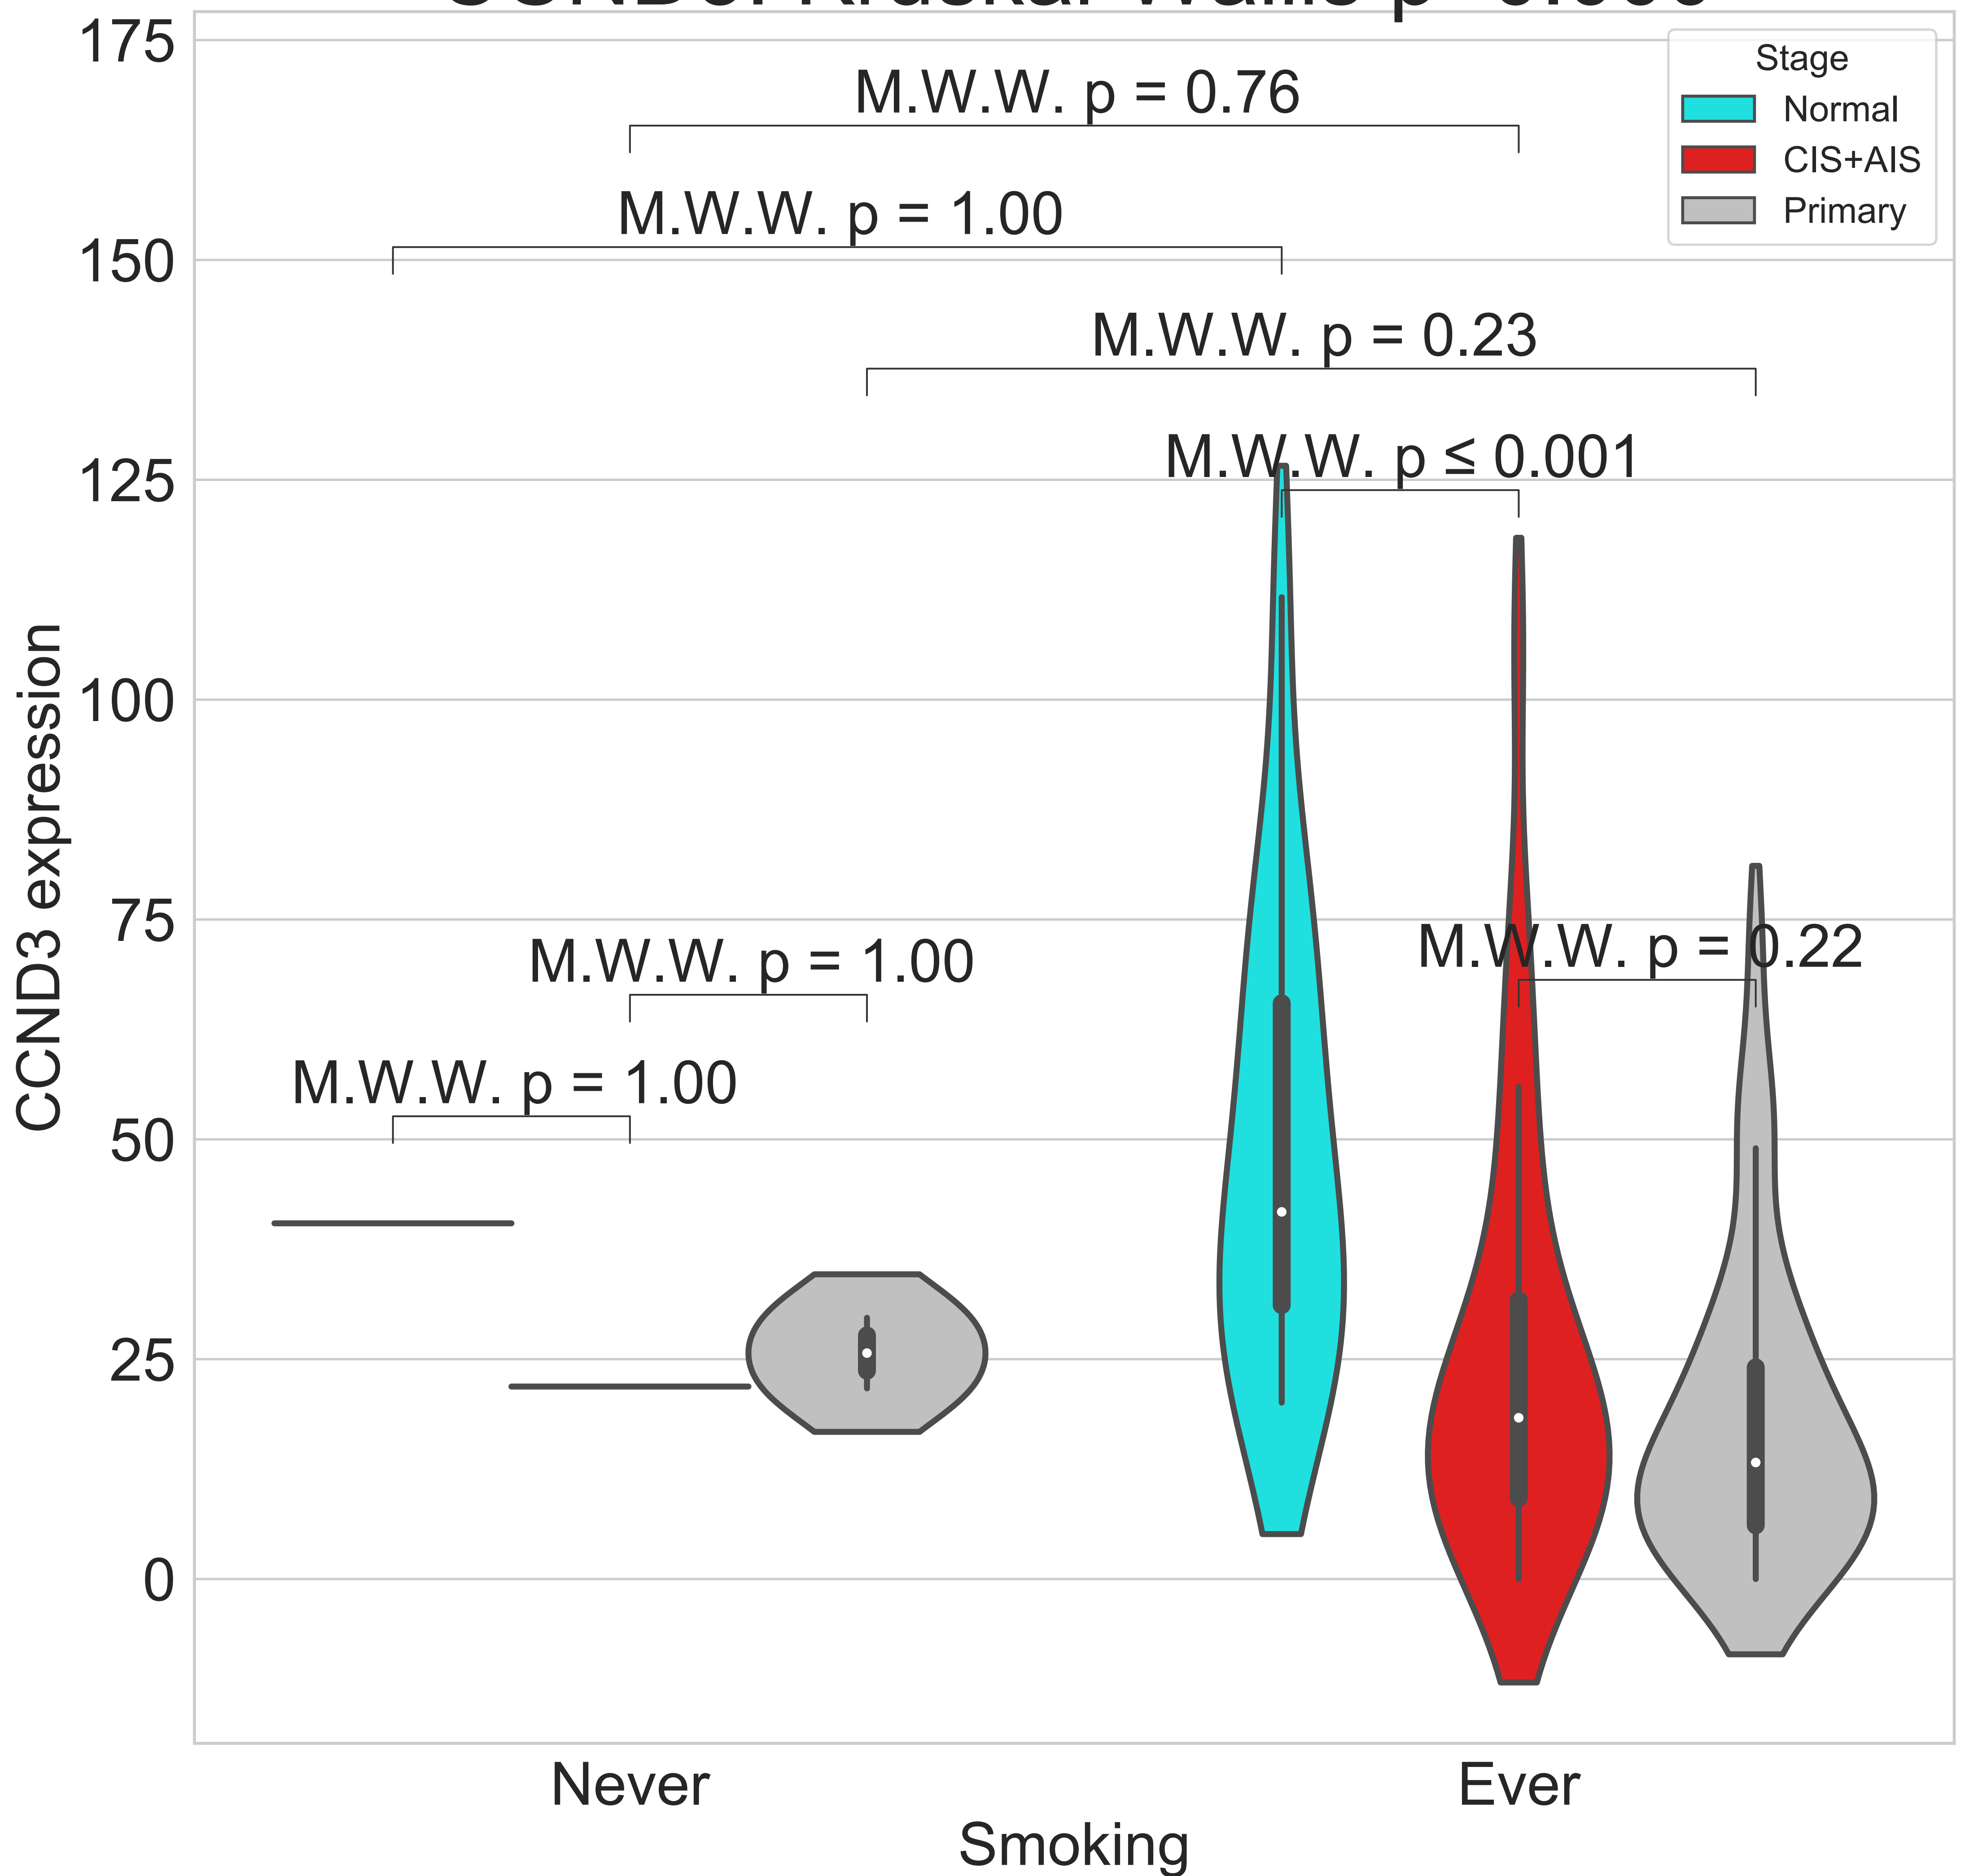 175
M.W.W. p = 0.76
Stage
Normal
CIS+AIS
Primary
M.W.W. p = 1.00
150
M.W.W. p = 0.23
M.W.W. p ≤ 0.001
125
100
CCND3 expression
75
M.W.W. p = 0.22
M.W.W. p = 1.00
M.W.W. p = 1.00
50
25
0
Never
Ever
Smoking